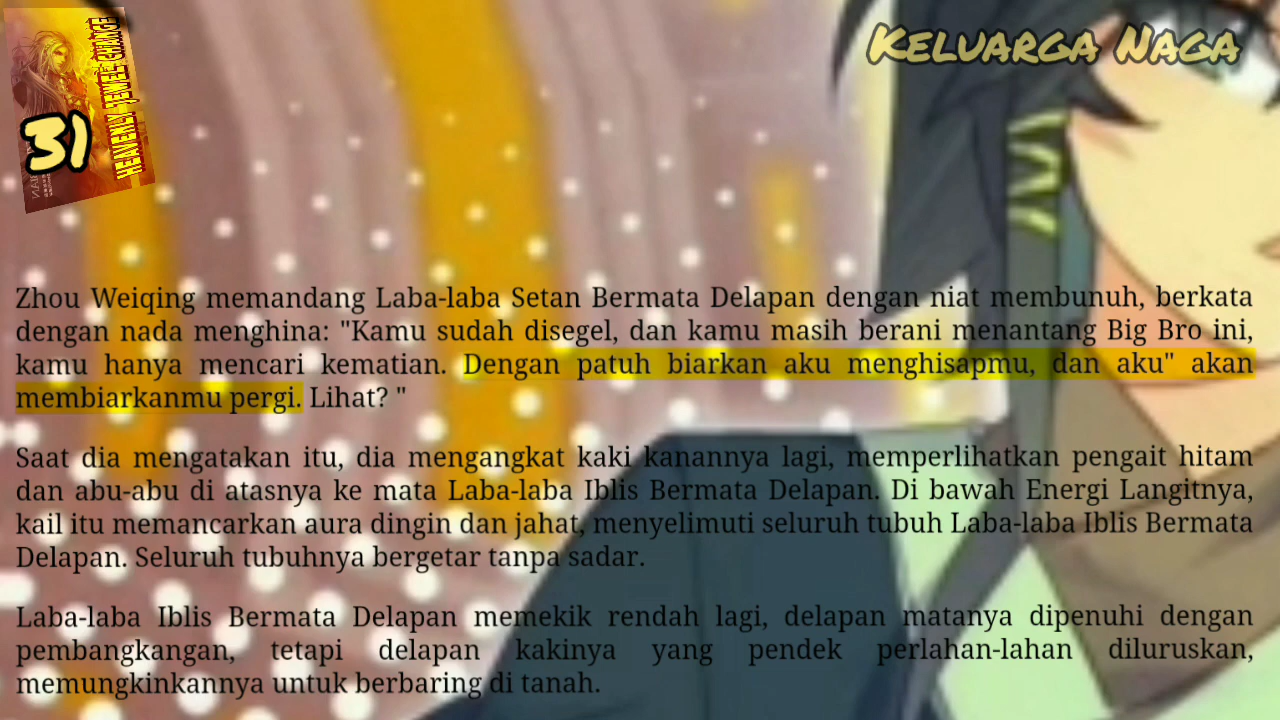 Keluarga Naga
HEAVENLY JEWEL CHANGE
31
Zhou Weiqing memandang Laba-laba Setan Bermata Delapan dengan niat membunuh, berkata
dengan nada menghina: "Kamu sudah disegel, dan kamu masih berani menantang Big Bro ini,
kamu hanya mencari kematian. Dengan patuh biarkan aku menghisapmu, dan aku" akan
membiarkanmu pergi. Lihat? "
Saat dia mengatakan itu, dia mengangkat kaki kanannya lagi, memperlihatkan pengait hitam
dan abu-abu di atasnya ke mata Laba-laba Iblis Bermata Delapan. Di bawah Energi Langitnya,
kail itu memancarkan aura dingin dan jahat, menyelimuti seluruh tubuh Laba-laba Iblis Bermata
Delapan. Seluruh tubuhnya bergetar tanpa sadar.
Laba-laba Iblis Bermata Delapan memekik rendah lagi, delapan matanya dipenuhi dengan
pembangkangan, tetapi delapan kakinya yang pendek perlahan-lahan diluruskan,
memungkinkannya untuk berbaring di tanah.